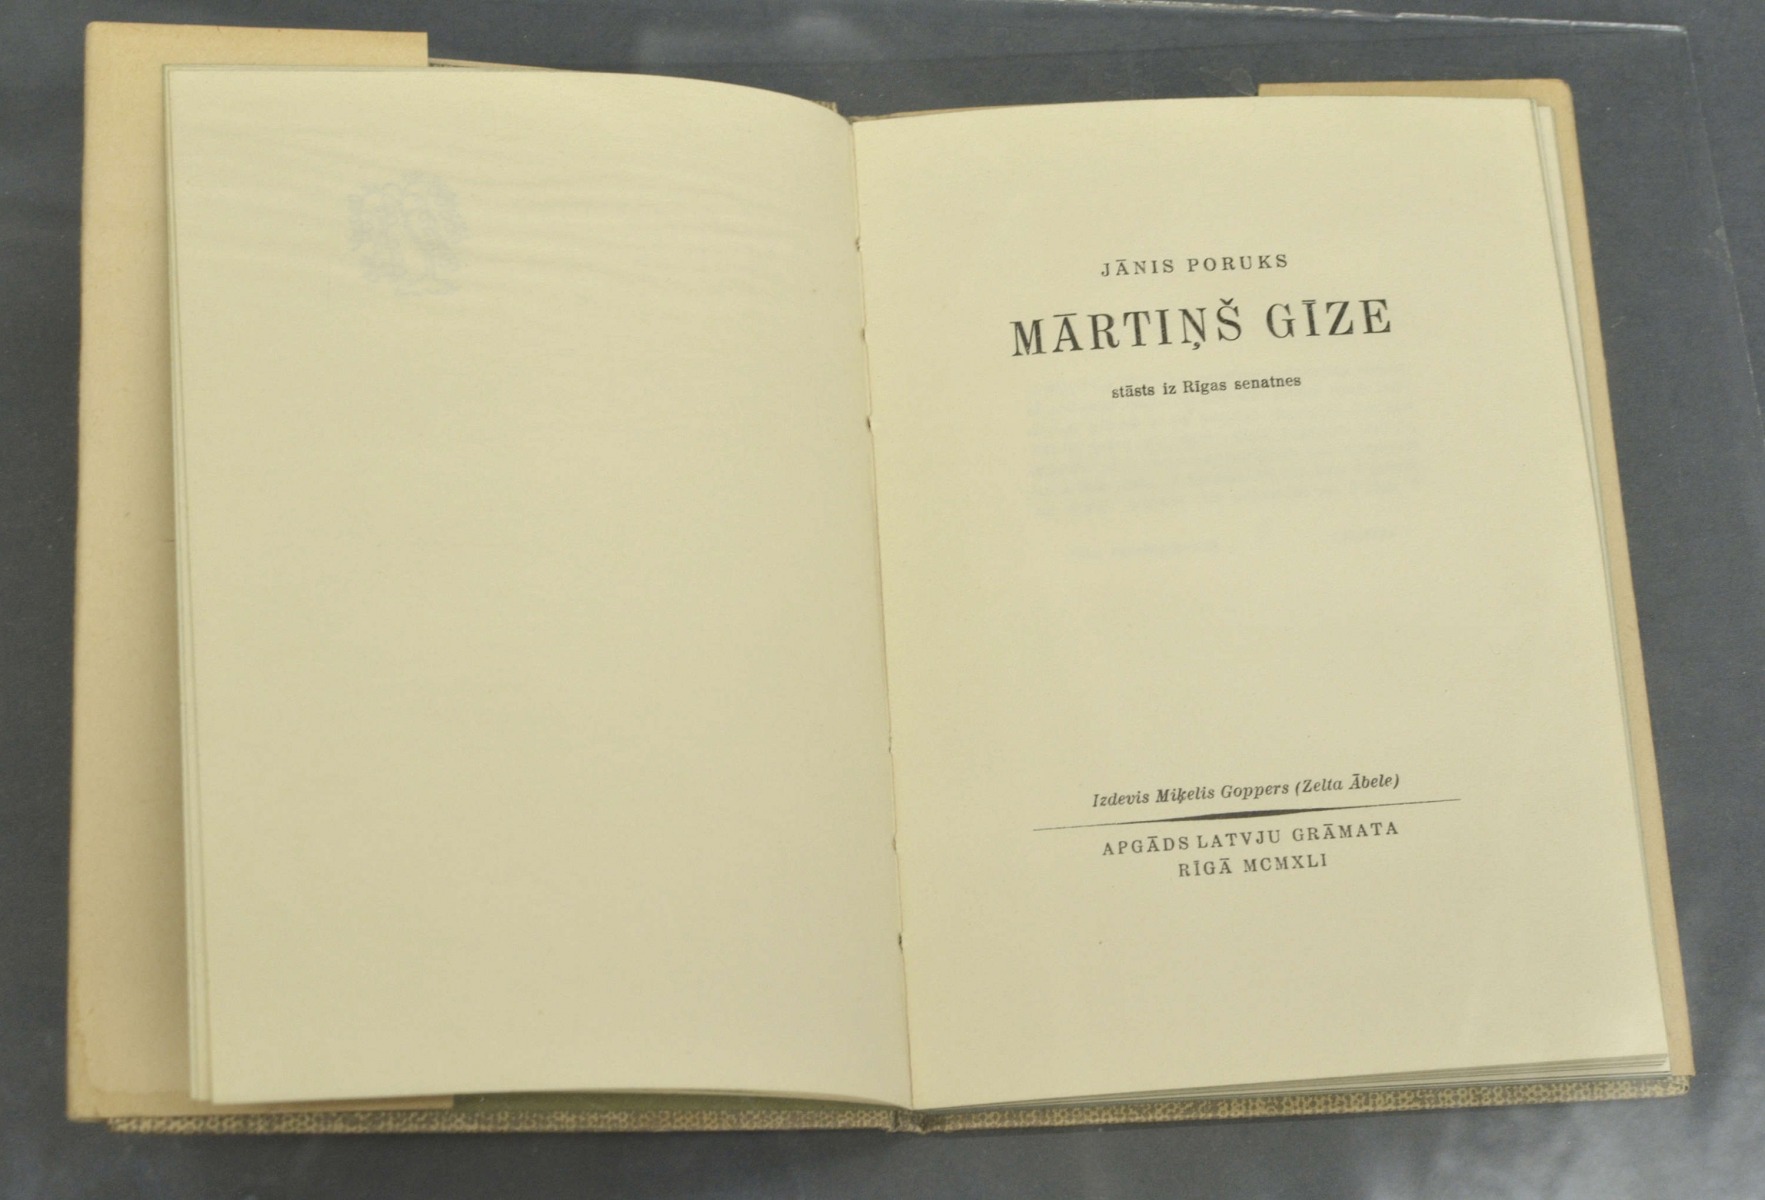 JĀNIS PORUKS
MĀRTIŅŠ GĪZE
stāsts iz Rīgas senatnes
Izdevis Miķelis Goppers (Zelta Ābele)
APGĀDS LATVJU GRĀMATA
RĪGĀ MCMXLI